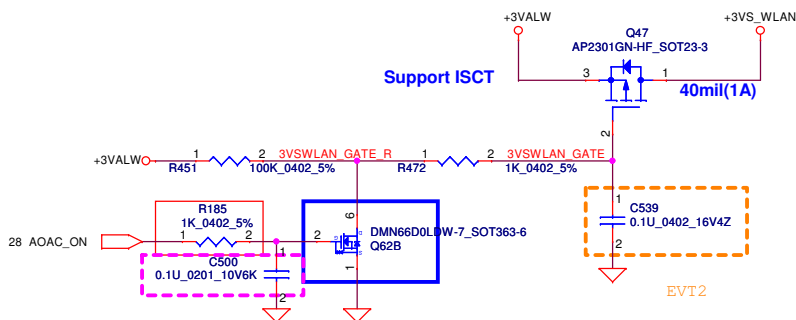 +3VALW
+3VS_WLAN
Q47
AP2301GN-HF_SOT23-3
Support ISCT
3
1
40mil(1A)
2
+3VALW
1
2
3VSWLAN_GATE_R
1
2
3VSWLAN_GATE
R451
100K_0402_5%
R472
1K_0402_5%
R185
1K_0402_5%
1
C539
0.1U_0402_16V4Z
2
6
DMN66D0LDW-7_SOT363-6
Q62B
28 AOAC_ON
1
2
2
1
1
C500
0.1U_0201_10V6K
2
EVT2